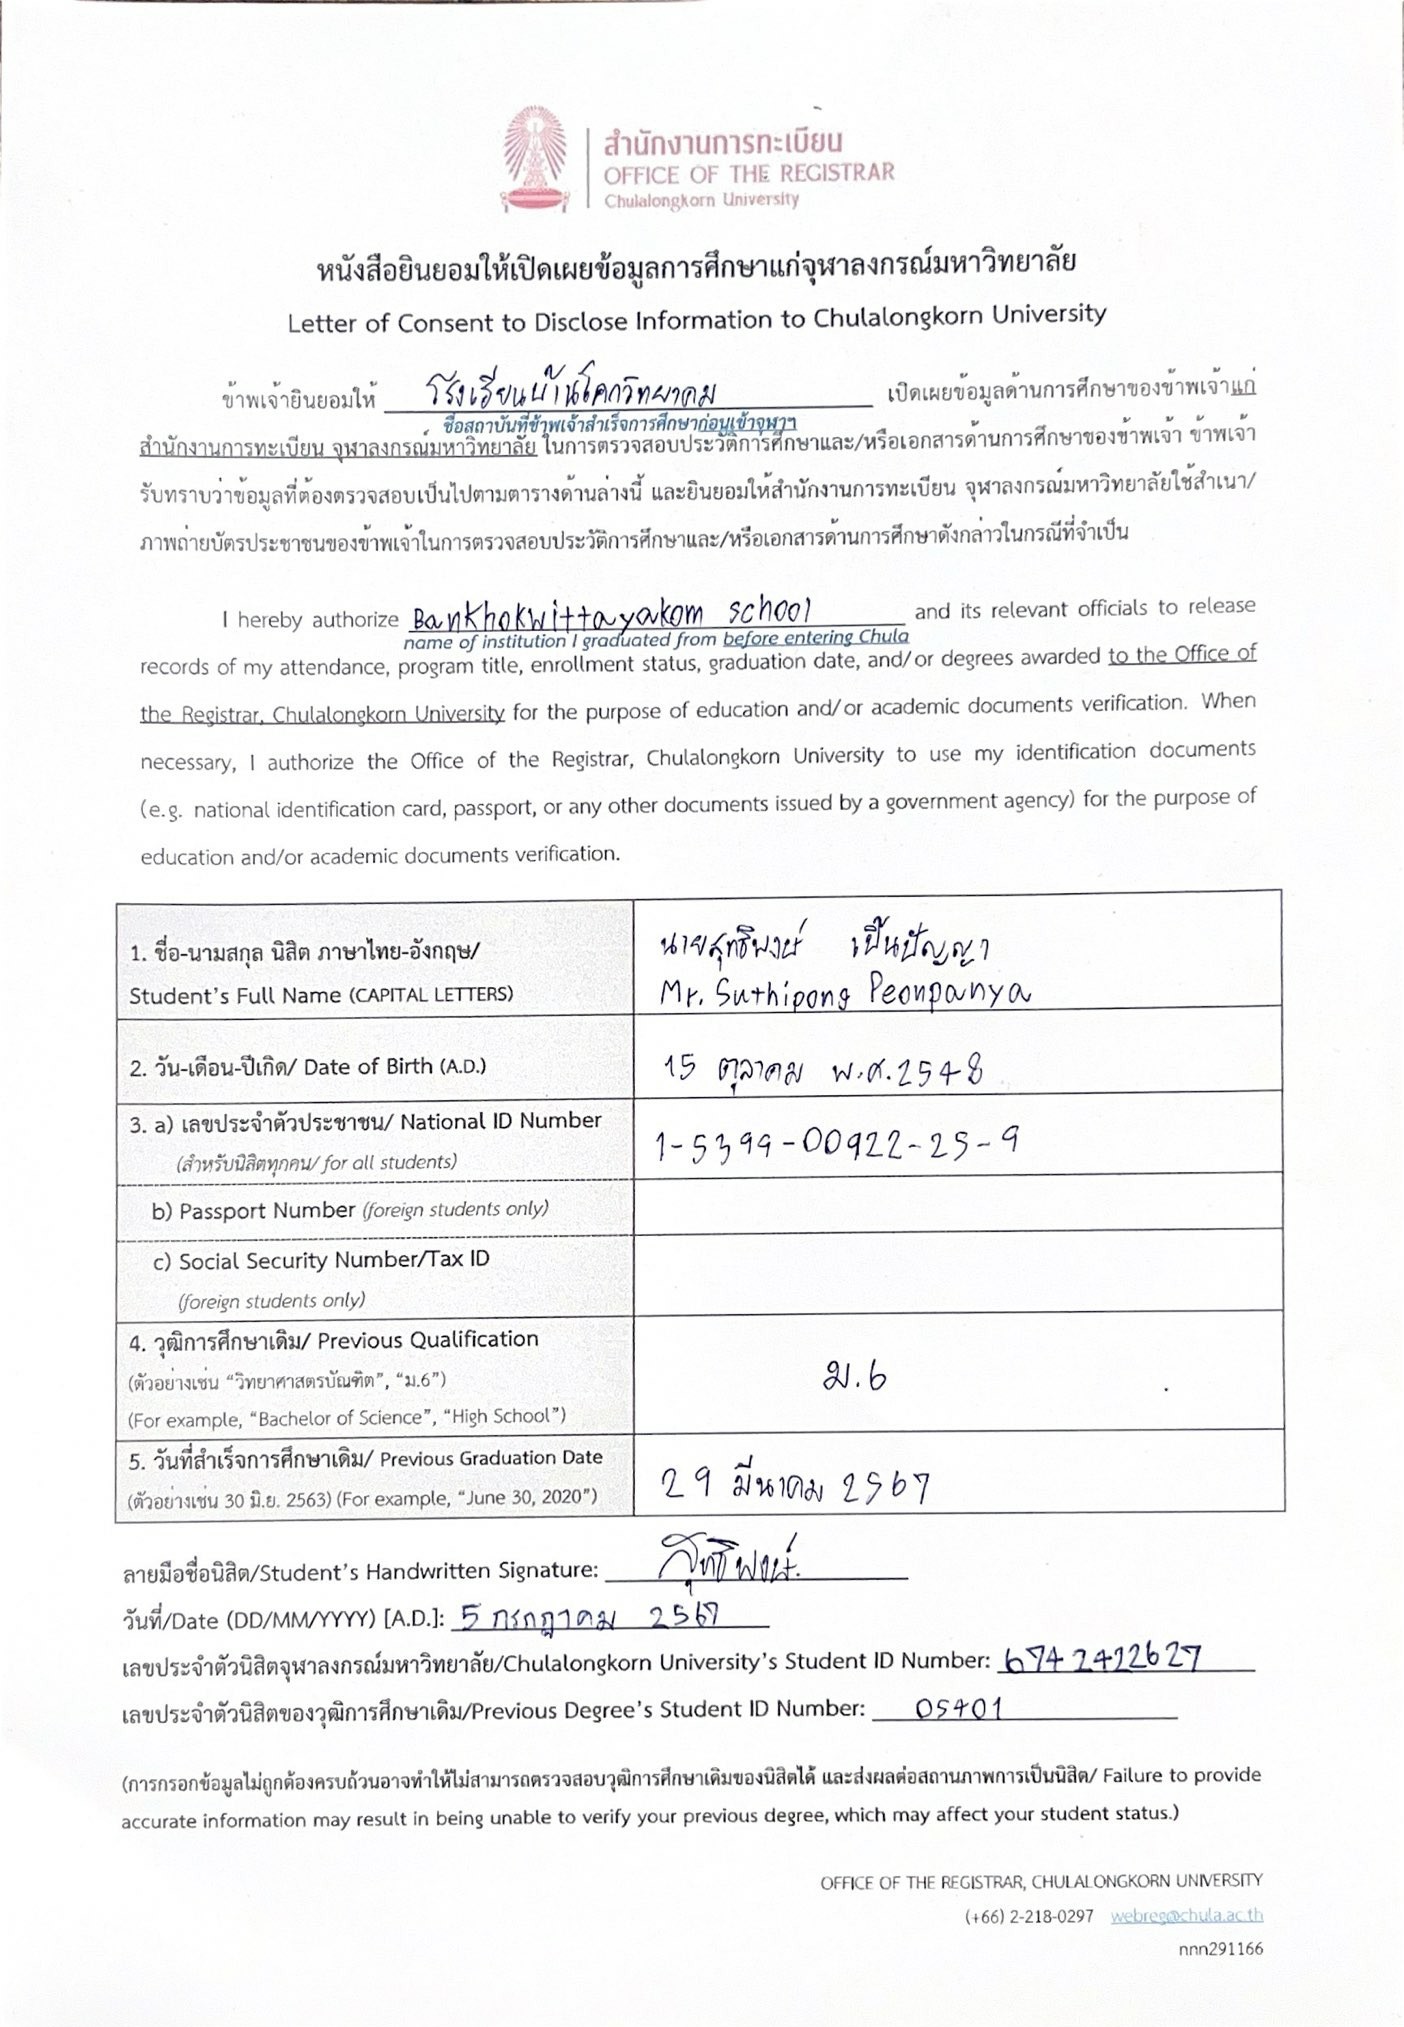 สำนักงานการทะเบียน
OFFICE OF THE REGISTRAR
Chulalongkorn University
หนังสือยินยอมให้เปิดเผยข้อมูลการศึกษาแก่จุฬาลงกรณ์มหาวิทยาลัย
Letter of Consent to Disclose Information to Chulalongkorn University
ข้าพเจ้ายินยอมให้ โรงเรียนบ้านโคกวิทยาคม เปิดเผยข้อมูลด้านการศึกษาของข้าพเจ้าแก่
ชื่อสถาบันที่ข้าพเจ้าสำเร็จการศึกษาก่อนเข้าจุฬาฯ
สำนักงานการทะเบียน จุฬาลงกรณ์มหาวิทยาลัย ในการตรวจสอบประวัติการศึกษาและ/หรือเอกสารด้านการศึกษาของข้าพเจ้า ข้าพเจ้า
รับทราบว่าข้อมูลที่ต้องตรวจสอบเป็นไปตามตารางด้านล่างนี้ และยินยอมให้สำนักงานการทะเบียน จุฬาลงกรณ์มหาวิทยาลัยใช้สำเนา/
ภาพถ่ายบัตรประชาชนของข้าพเจ้าในการตรวจสอบประวัติการศึกษาและ/หรือเอกสารด้านการศึกษาดังกล่าวในกรณีที่จำเป็น
I hereby authorize Bankhokwittayakom school and its relevant officials to release
name of institution I graduated from before entering Chula
records of my attendance, program title, enrollment status, graduation date, and/or degrees awarded to the Office of
the Registrar, Chulalongkorn University for the purpose of education and/or academic documents verification. When
necessary, I authorize the Office of the Registrar, Chulalongkorn University to use my identification documents
(e.g. national identification card, passport, or any other documents issued by a government agency) for the purpose of
education and/or academic documents verification.
1. ชื่อ-นามสกุล นิสิต ภาษาไทย-อังกฤษ/
Student's Full Name (CAPITAL LETTERS)
นายสุทธิพงษ์ เปี้นปัญญา
Mr. Suthipong Peonpanya
2. วัน-เดือน-ปีเกิด/ Date of Birth (A.D.)
15 ตุลาคม พ.ศ.2548
3. a) เลขประจำตัวประชาชน/ National ID Number
(สำหรับนิสิตทุกคน/ for all students)
1-5399-00922-25-9
b) Passport Number (foreign students only)
c) Social Security Number/Tax ID
(foreign students only)
4. วุฒิการศึกษาเดิม/ Previous Qualification
(ตัวอย่างเช่น "วิทยาศาสตรบัณฑิต", "ม.6")
(For example, "Bachelor of Science", "High School")
ม.6
5. วันที่สำเร็จการศึกษาเดิม/ Previous Graduation Date
(ตัวอย่างเช่น 30 มิ.ย. 2563) (For example, "June 30, 2020")
29 มีนาคม 2567
ลายมือชื่อนิสิต/Student's Handwritten Signature: สุทธิพงษ์.
วันที่/Date (DD/MM/YYYY) [A.D.]: 5 กรกฎาคม 2567
เลขประจำตัวนิสิตจุฬาลงกรณ์มหาวิทยาลัย/Chulalongkorn University's Student ID Number: 6742422627
เลขประจำตัวนิสิตของวุฒิการศึกษาเดิม/Previous Degree's Student ID Number: 05401
(การกรอกข้อมูลไม่ถูกต้องครบถ้วนอาจทำให้ไม่สามารถตรวจสอบวุฒิการศึกษาเดิมของนิสิตได้ และส่งผลต่อสถานภาพการเป็นนิสิต/ Failure to provide
accurate information may result in being unable to verify your previous degree, which may affect your student status.)
OFFICE OF THE REGISTRAR, CHULALONGKORN UNIVERSITY
(+66) 2-218-0297 webreg@chula.ac.th
nnn291166